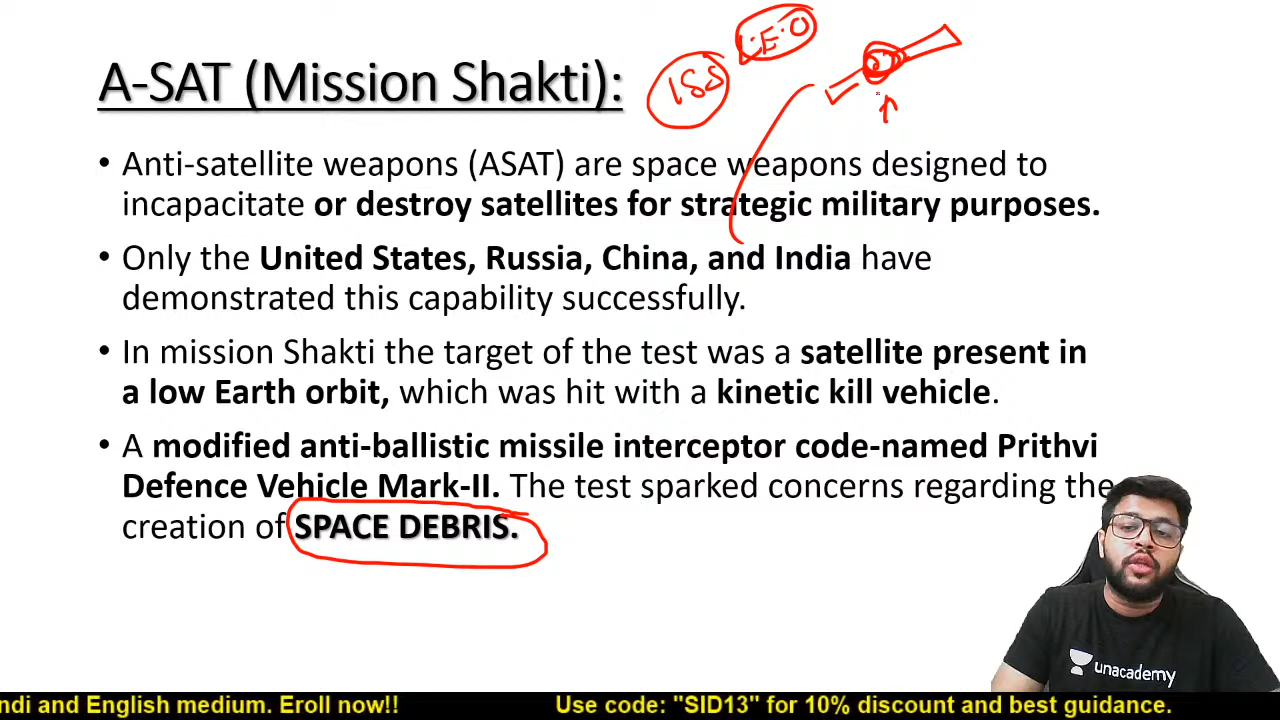 A-SAT (Mission Shakti):
ISS
L.E.O
• Anti-satellite weapons (ASAT) are space weapons designed to
incapacitate or destroy satellites for strategic military purposes.
• Only the United States, Russia, China, and India have
demonstrated this capability successfully.
• In mission Shakti the target of the test was a satellite present in
a low Earth orbit, which was hit with a kinetic kill vehicle.
• A modified anti-ballistic missile interceptor code-named Prithvi
Defence Vehicle Mark-II. The test sparked concerns regarding the
creation of SPACE DEBRIS.
unacademy
ndi and English medium. Eroll now!! Use code: "SID13" for 10% discount and best guidance.